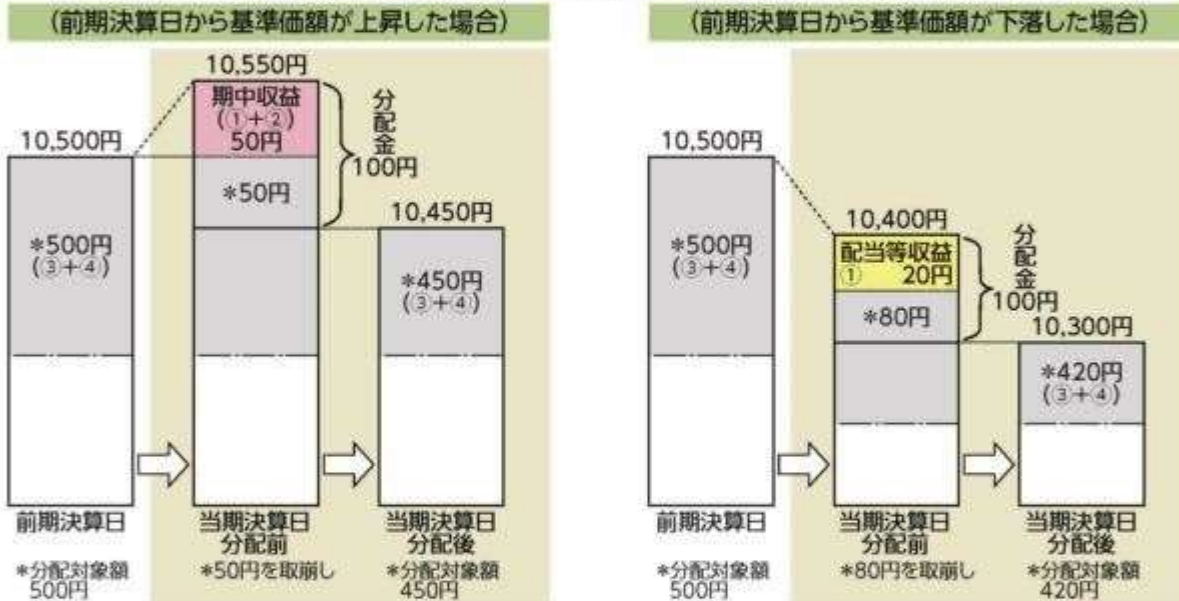 (前期決算日から基準価額が上昇した場合)
10,550円
期中収益
(①+②)
50円
分配金
100円
10,500円
*50円
10,450円
*500円
(③+④)
*450円
(③+④)
前期決算日
当期決算日
分配前
当期決算日
分配後
*分配対象額
500円
*50円を取崩し
*分配対象額
450円
(前期決算日から基準価額が下落した場合)
10,500円
10,400円
配当等収益
① 20円
分配金
100円
*500円
(③+④)
*80円
10,300円
*420円
(③+④)
前期決算日
当期決算日
分配前
当期決算日
分配後
*分配対象額
500円
*80円を取崩し
*分配対象額
420円